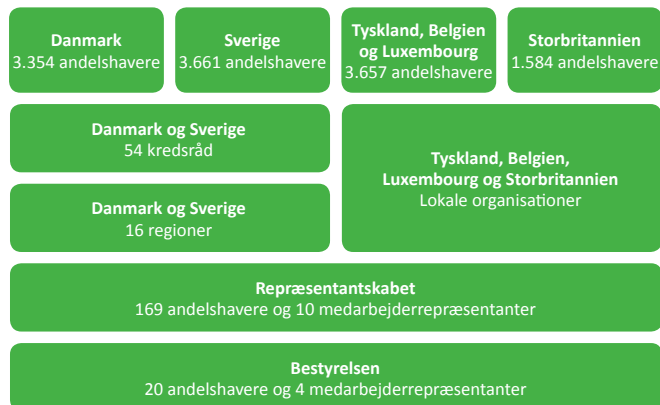 Danmark
3.354 andelshavere
Sverige
3.661 andelshavere
Tyskland, Belgien
og Luxembourg
3.657 andelshavere
Storbritannien
1.584 andelshavere
Danmark og Sverige
54 kredsråd
Danmark og Sverige
16 regioner
Tyskland, Belgien,
Luxembourg og Storbritannien
Lokale organisationer
Repræsentantskabet
169 andelshavere og 10 medarbejderrepræsentanter
Bestyrelsen
20 andelshavere og 4 medarbejderrepræsentanter